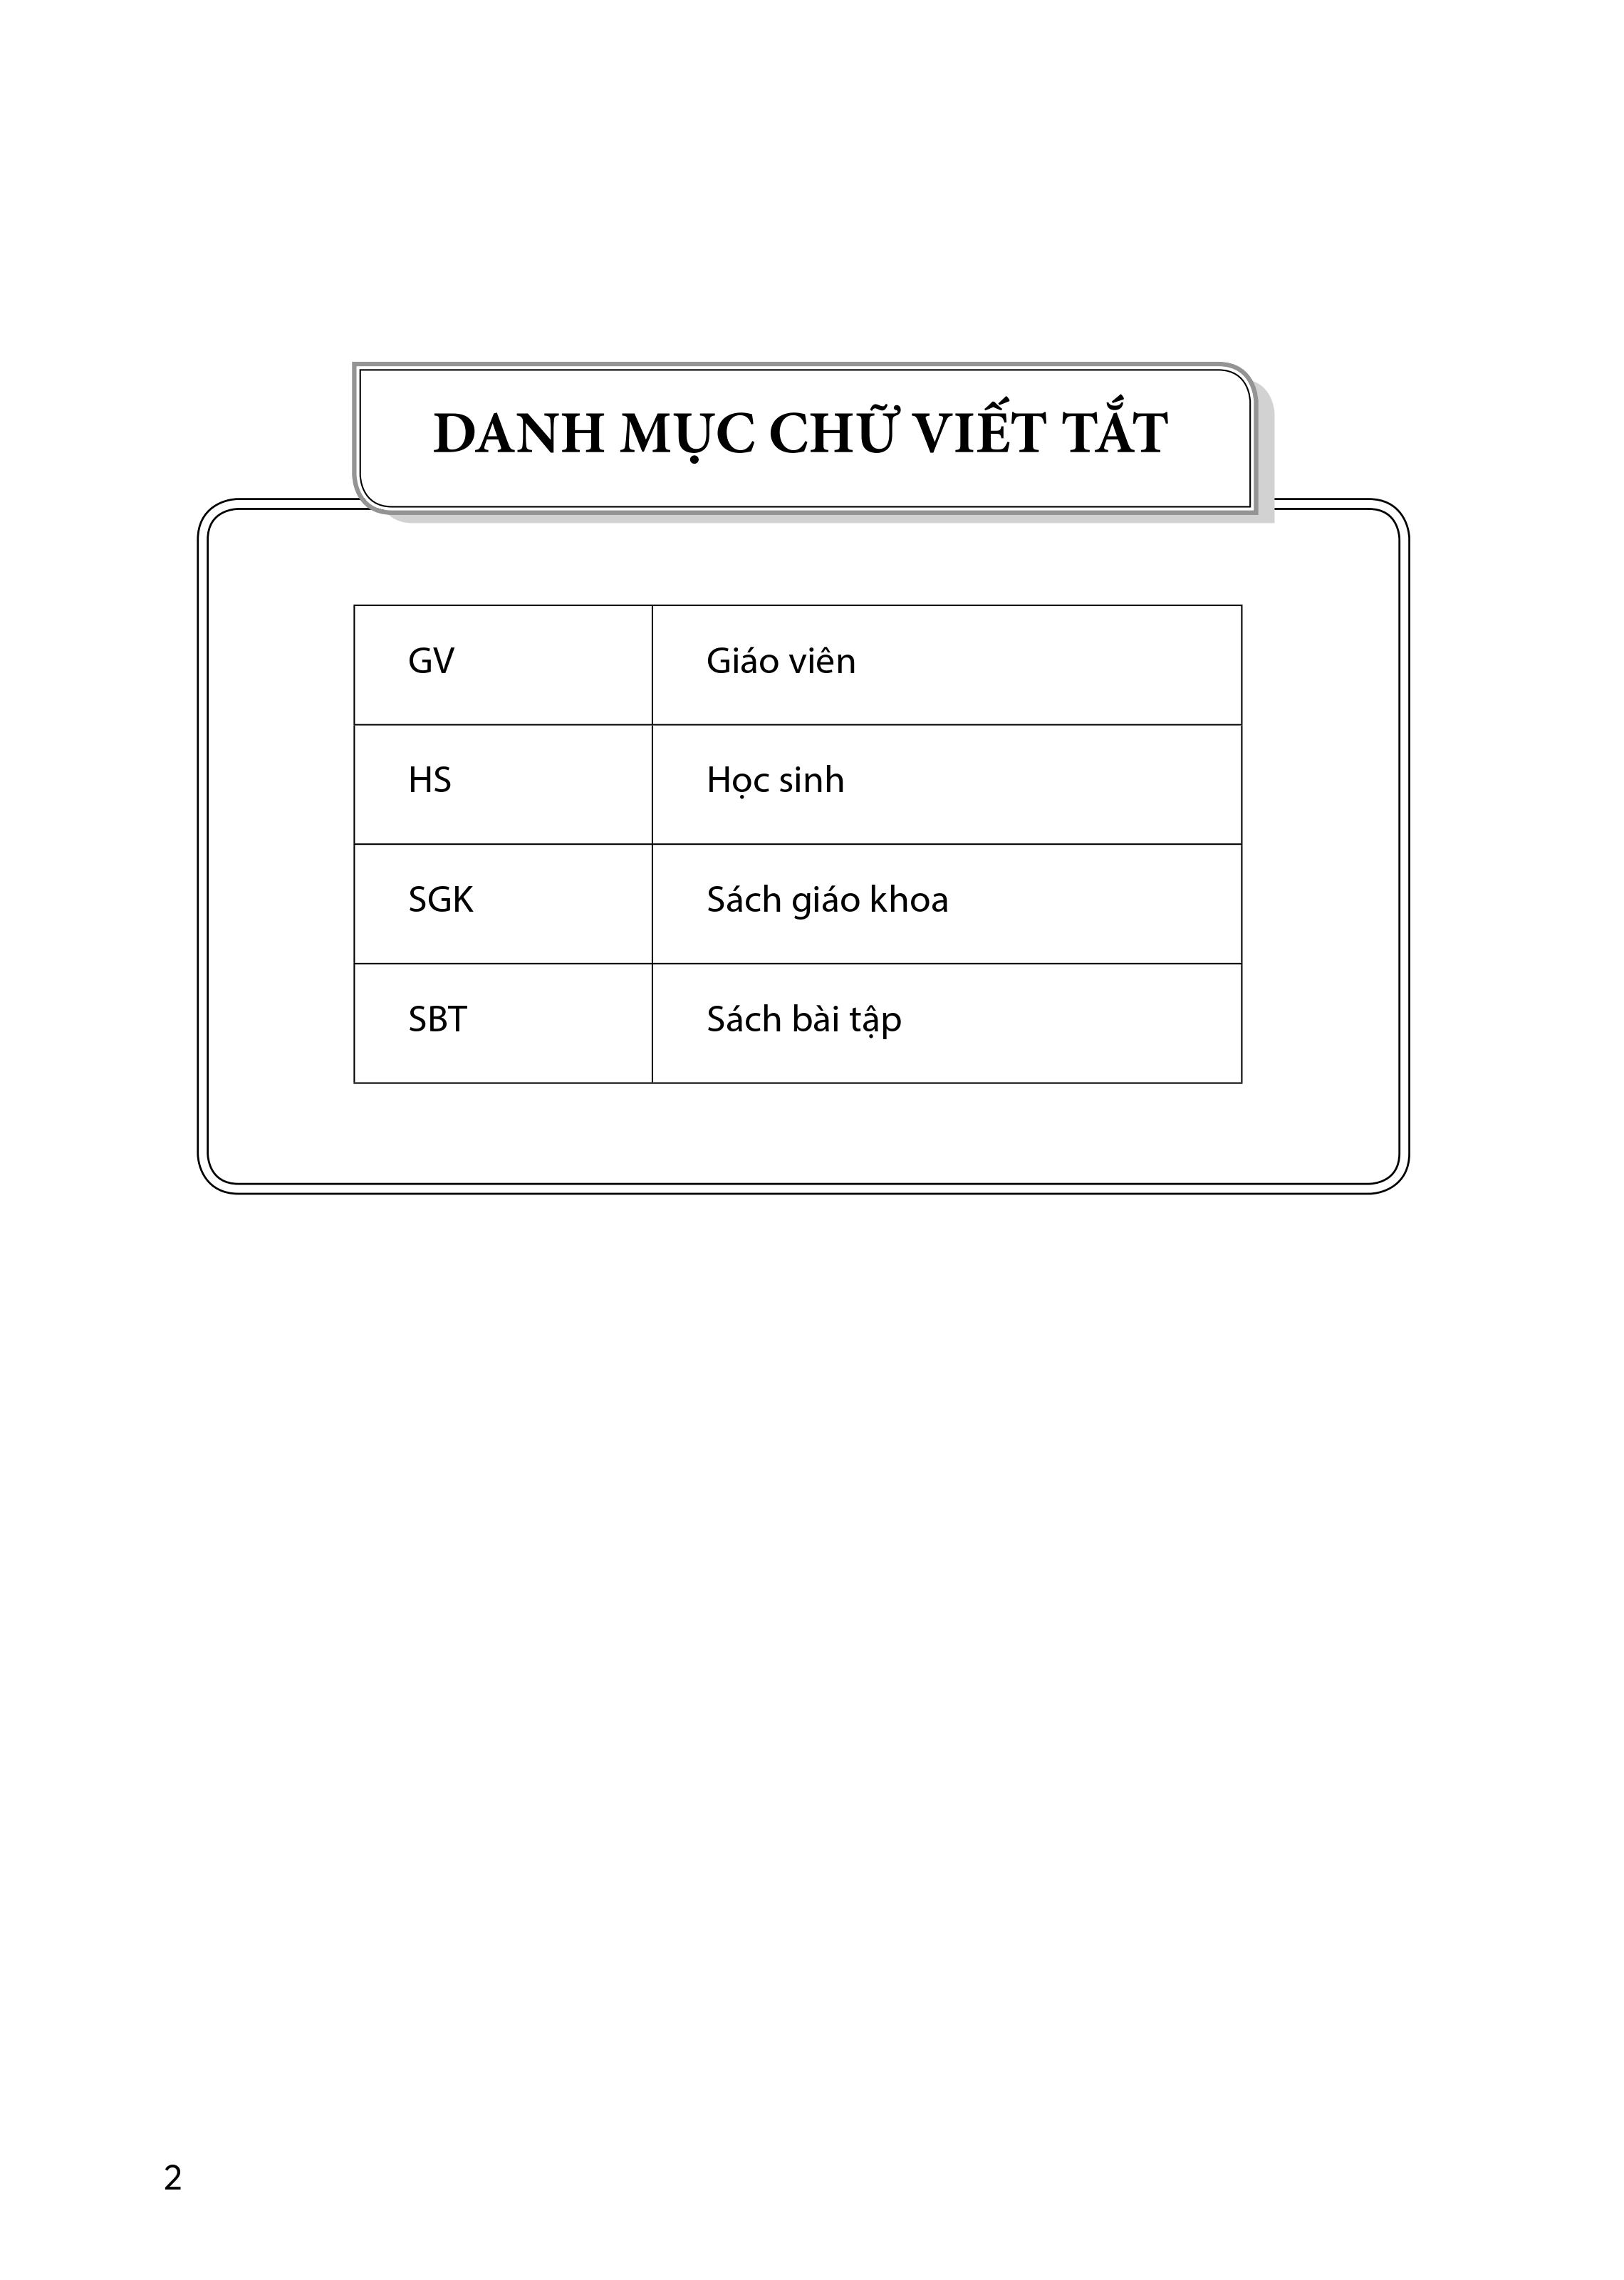 DANH MỤC CHỮ VIẾT TẮT
GV Giáo viên
HS Học sinh
SGK Sách giáo khoa
SBT Sách bài tập
2